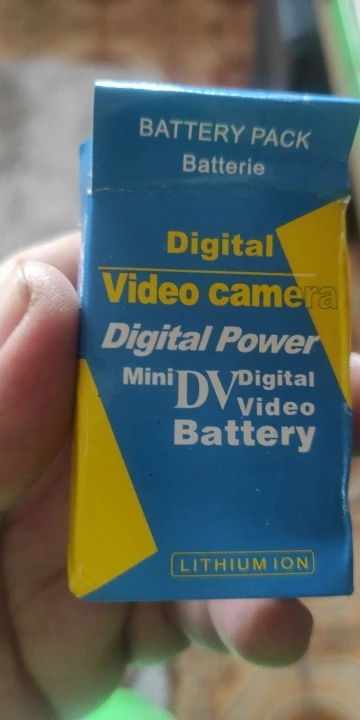 BATTERY PACK
Batterie
Digital
Video camera
Digital Power
Mini DV Digital
Video
Battery
LITHIUM ION